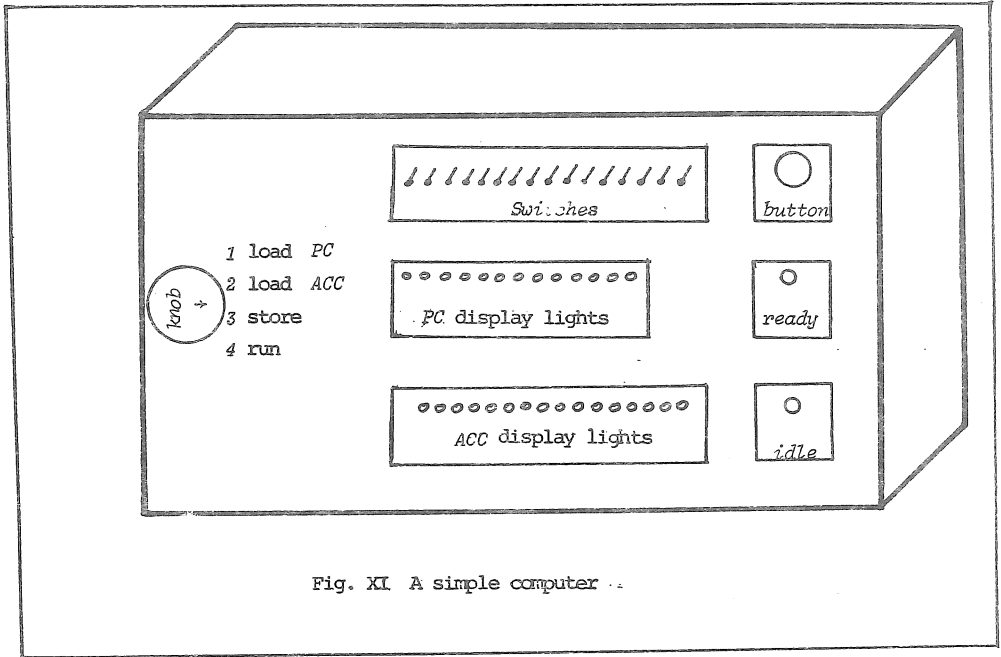 Switches
button
1 load PC
2 load ACC
3 store
4 run
knob
PC display lights
ready
ACC display lights
idle
Fig. XI A simple computer